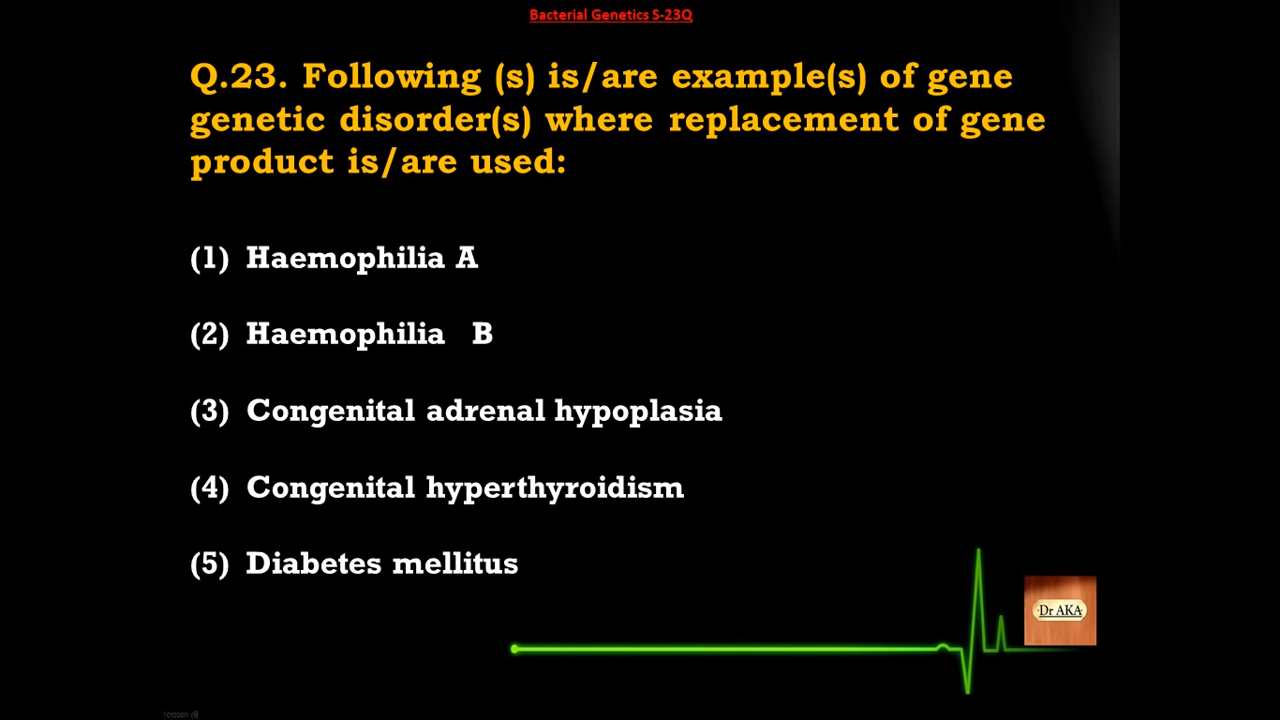 Bacterial Genetics S-23Q
Q.23. Following (s) is/are example(s) of gene
genetic disorder(s) where replacement of gene
product is/are used:
(1) Haemophilia A
(2) Haemophilia B
(3) Congenital adrenal hypoplasia
(4) Congenital hyperthyroidism
(5) Diabetes mellitus
Dr AKA